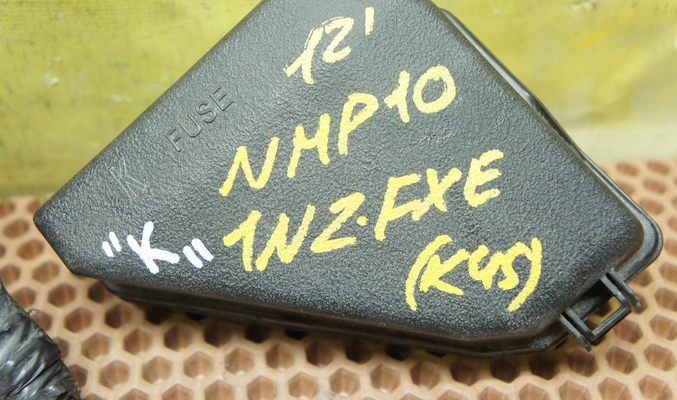 12'
NHP10
1NZ-FXE
(K45)
"K"
K FUSE